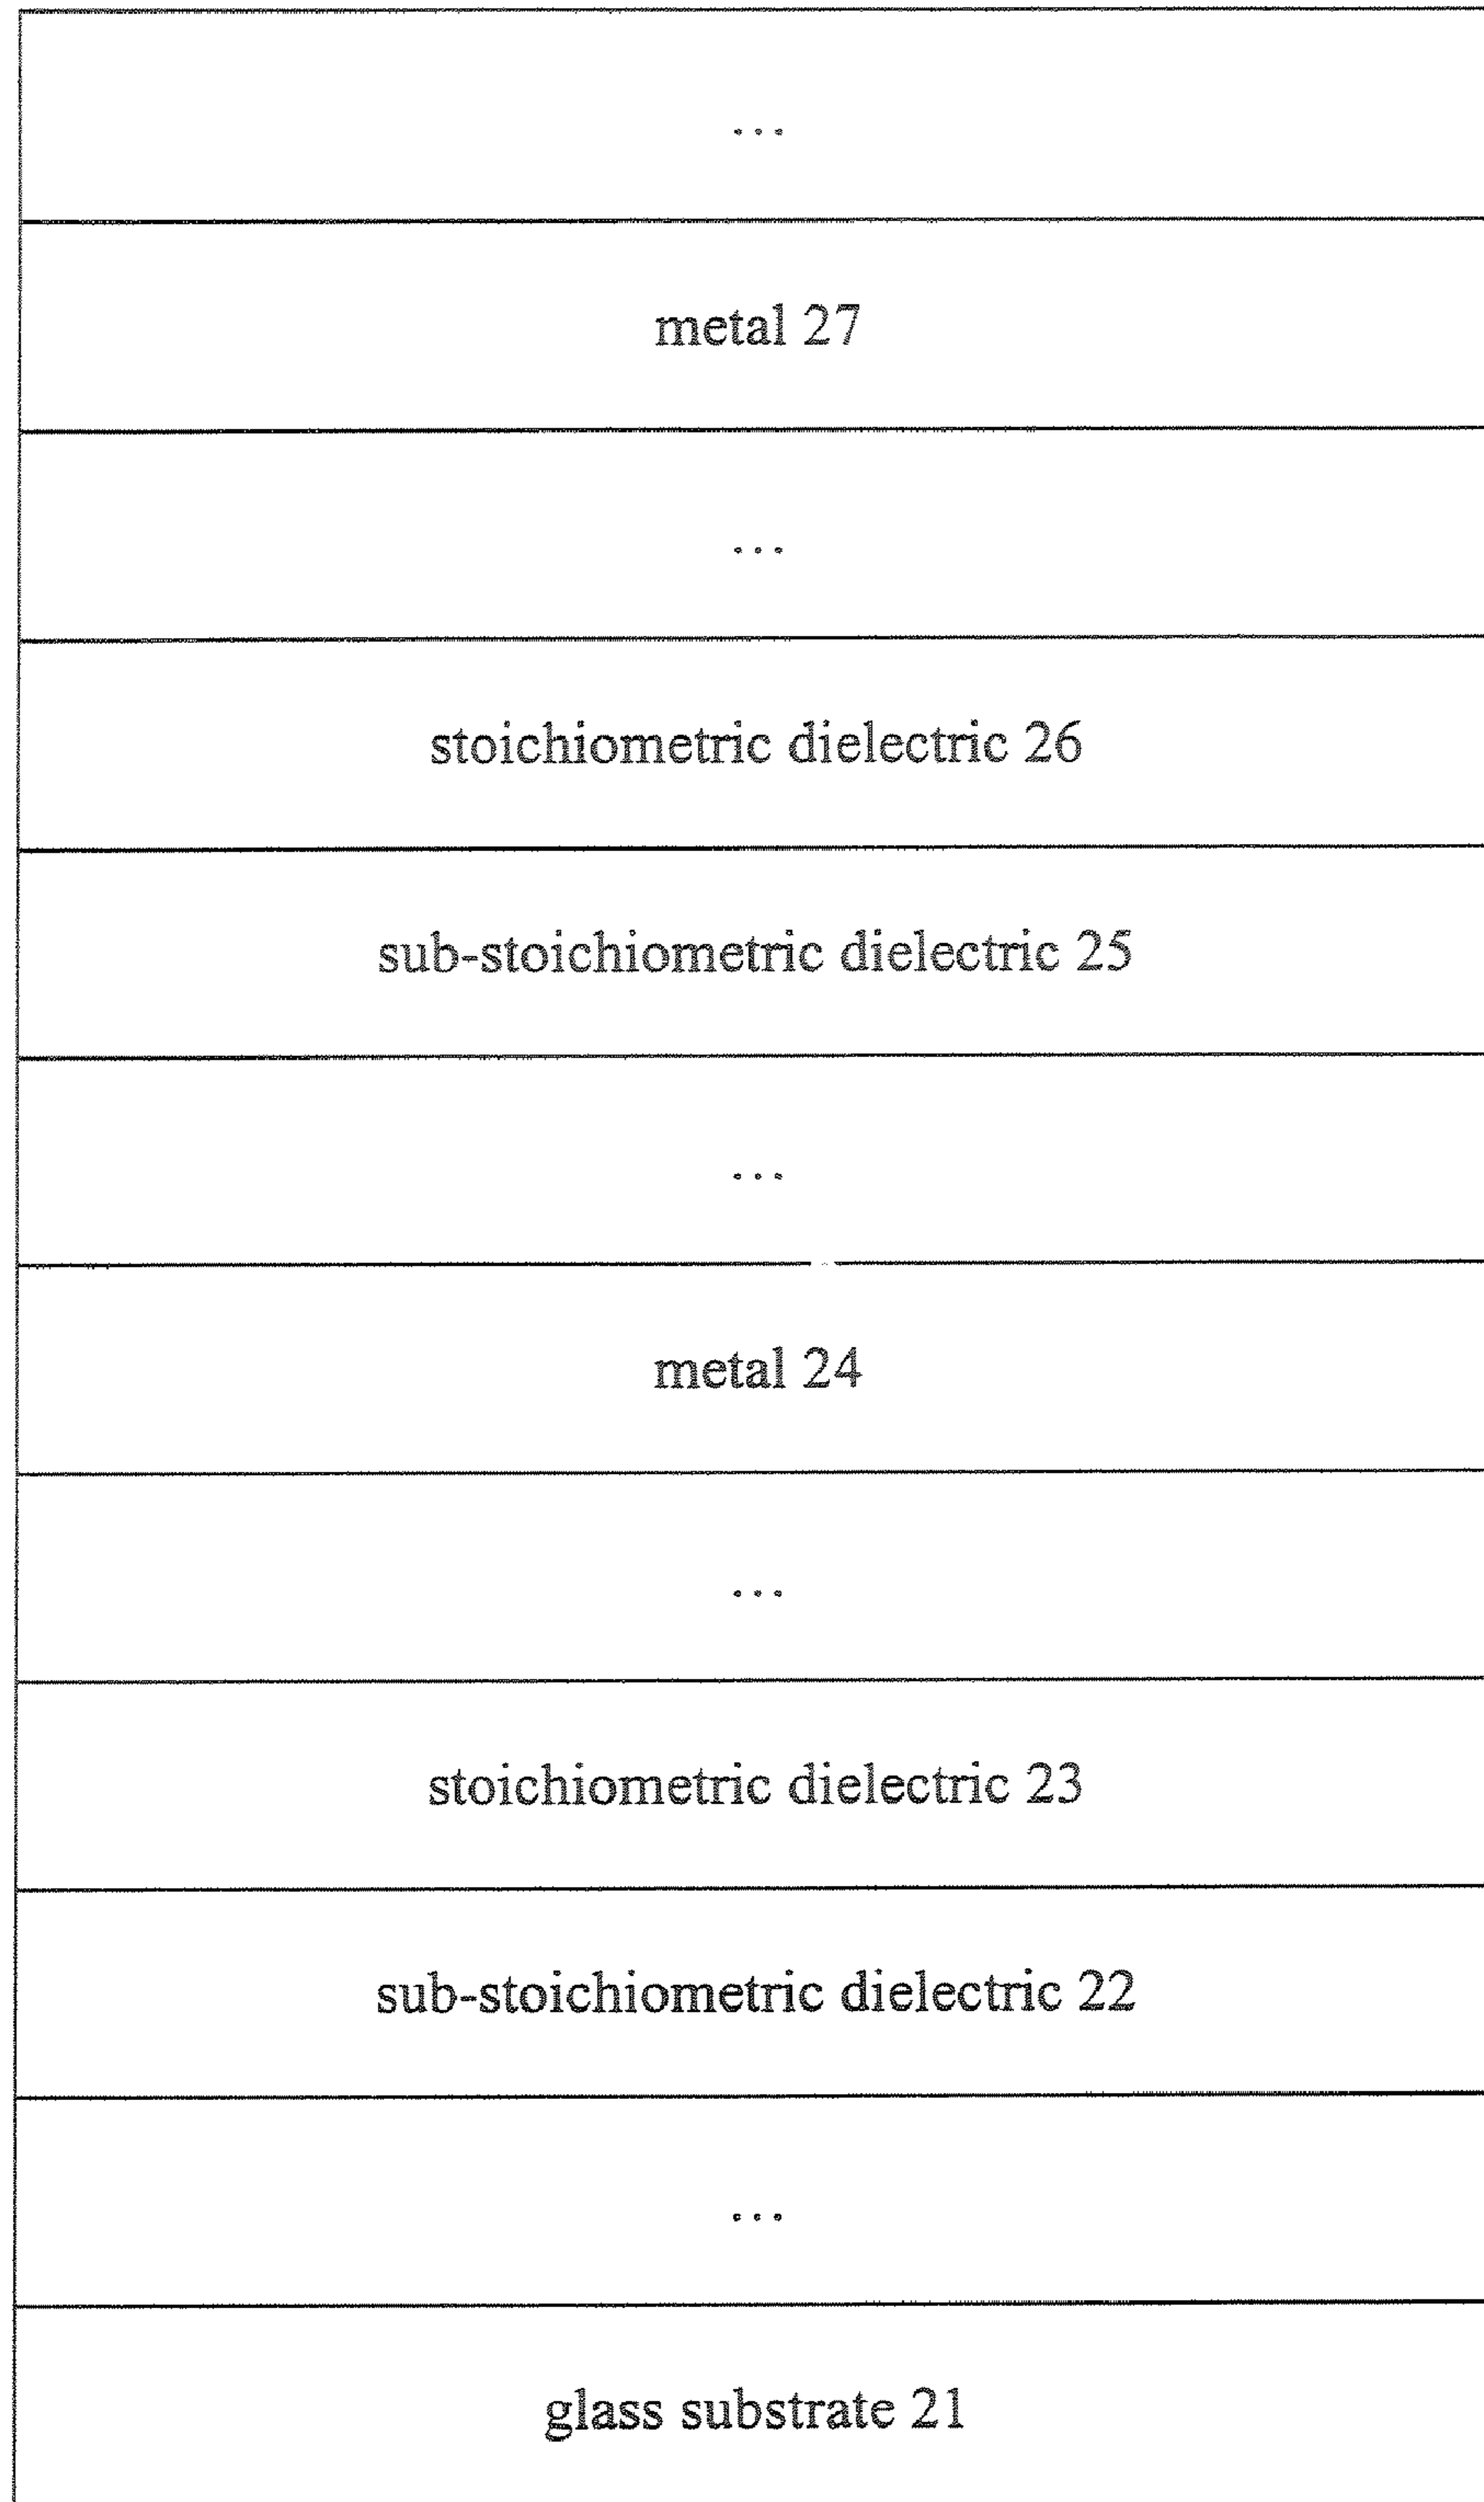 ...
metal 27
...
stoichiometric dielectric 26
sub-stoichiometric dielectric 25
...
metal 24
...
stoichiometric dielectric 23
sub-stoichiometric dielectric 22
...
glass substrate 21